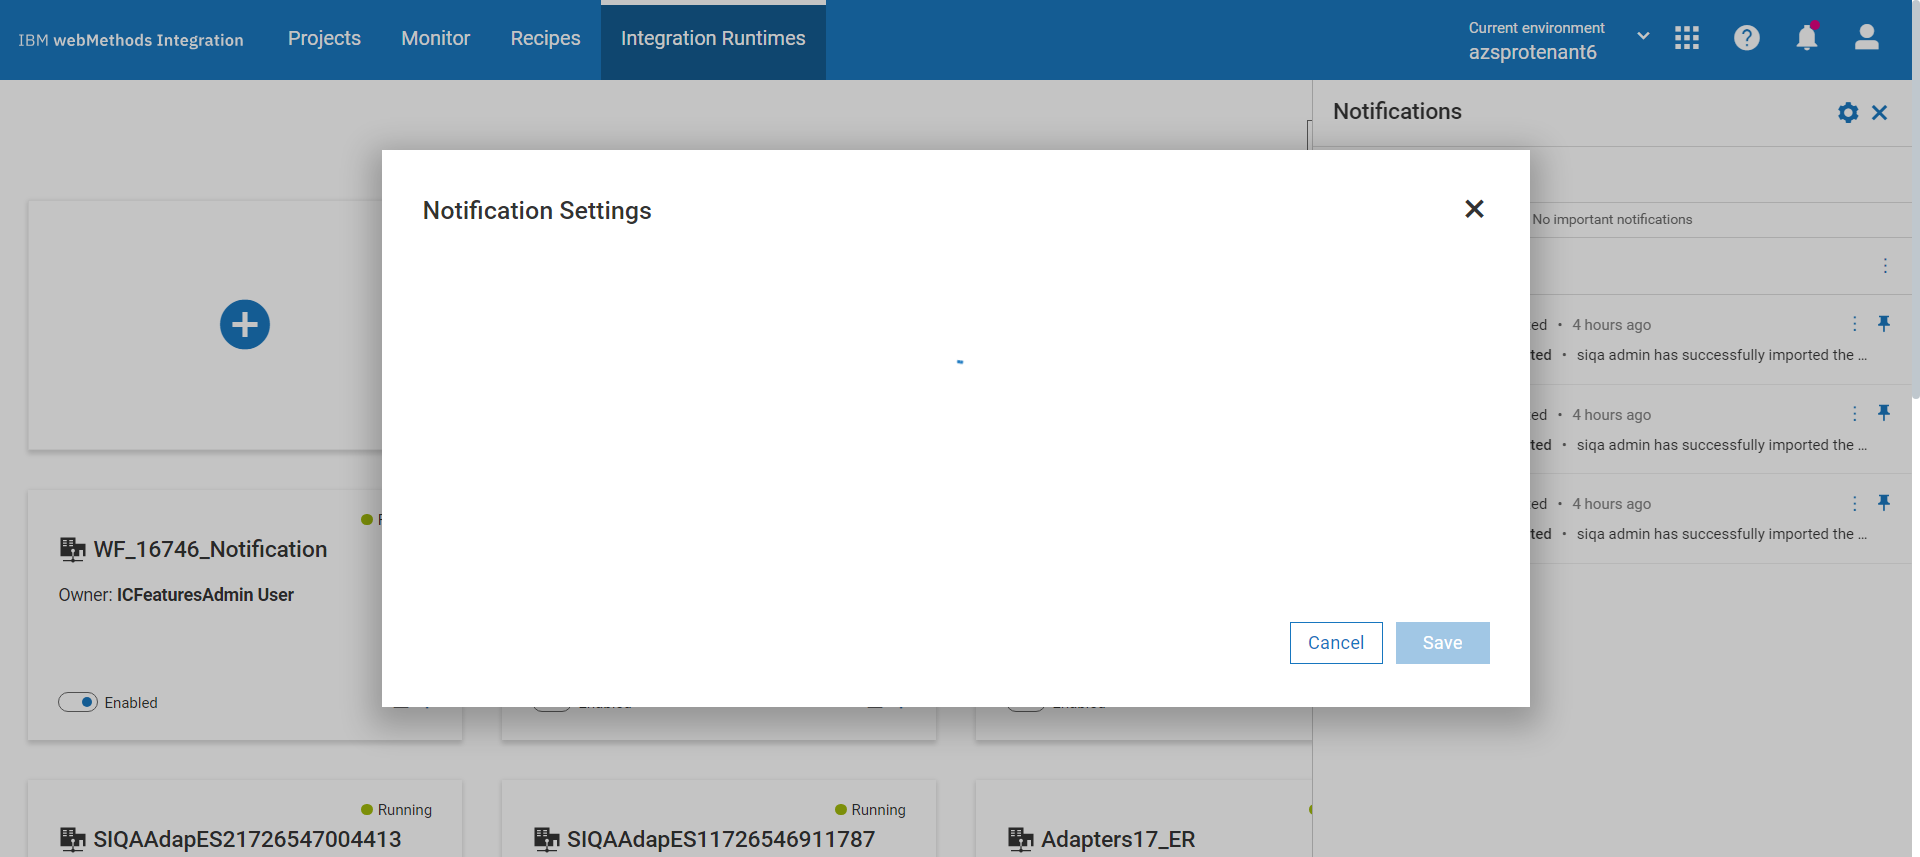 IBM webMethods Integration
Projects
Monitor
Recipes
Integration Runtimes
Current environment
azsprotenant6
Notifications
Notification Settings
No important notifications
ed • 4 hours ago
ted • siqa admin has successfully imported the ...
ed • 4 hours ago
ted • siqa admin has successfully imported the ...
ed • 4 hours ago
ted • siqa admin has successfully imported the ...
Cancel
Save
WF_16746_Notification
Owner: ICFeaturesAdmin User
Enabled
Running
SIQAAdapES21726547004413
Running
SIQAAdapES11726546911787
Adapters17_ER